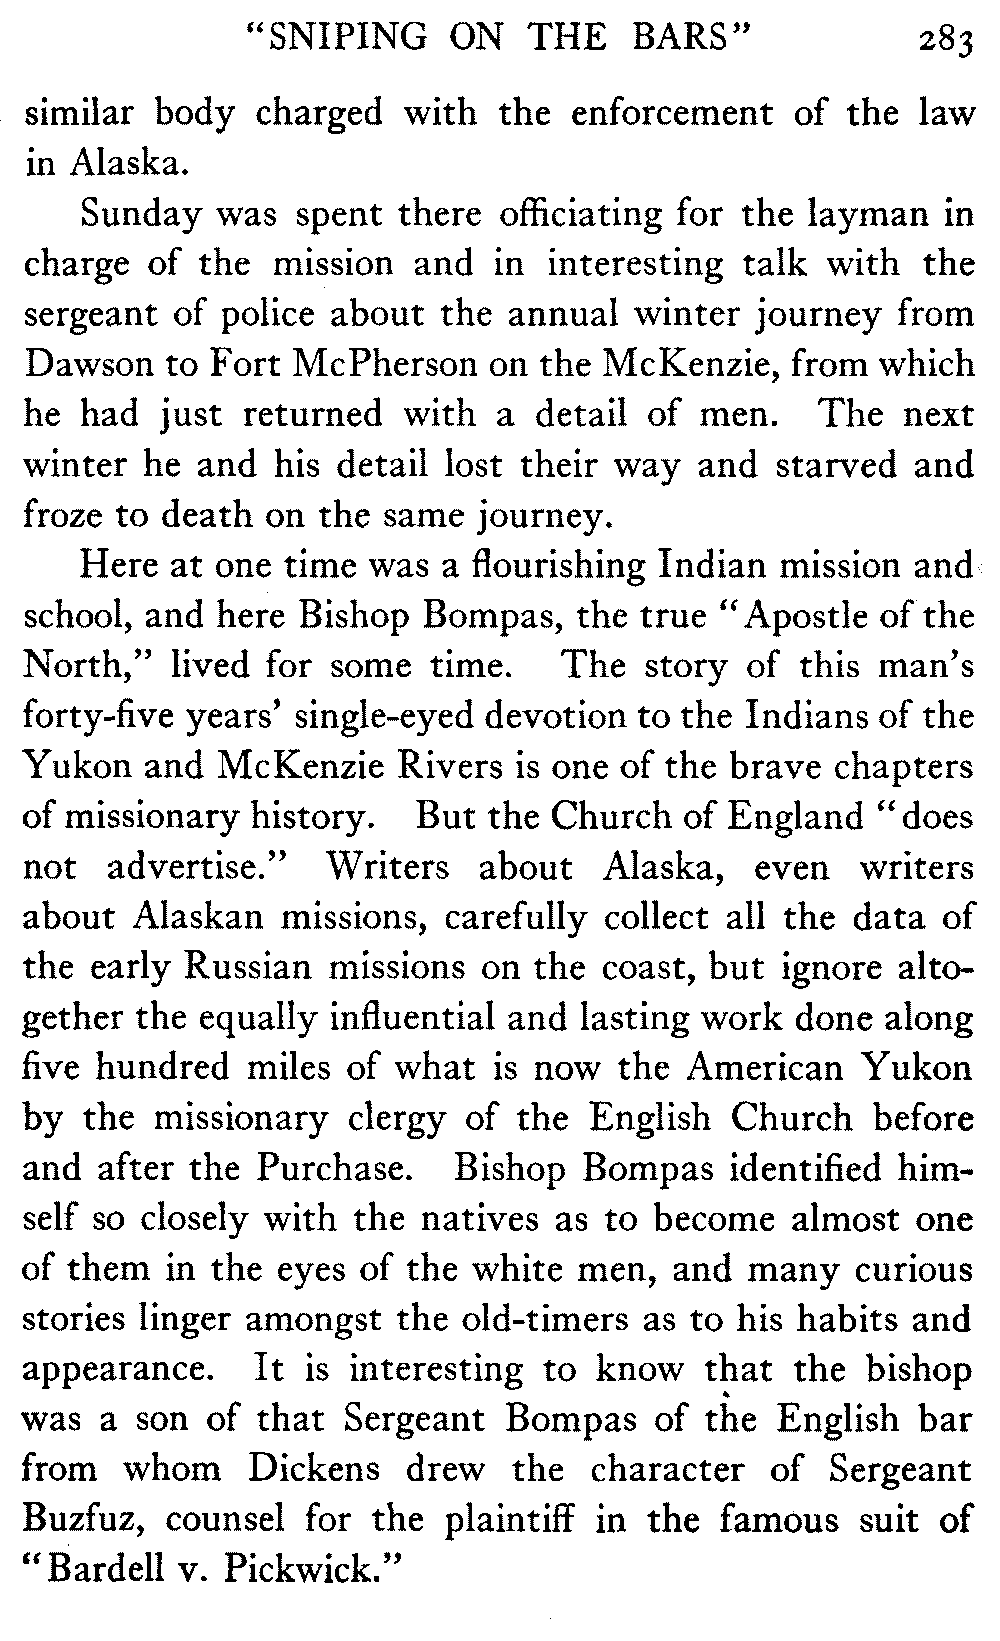 "SNIPING ON THE BARS" 283
similar body charged with the enforcement of the law
in Alaska.
Sunday was spent there officiating for the layman in
charge of the mission and in interesting talk with the
sergeant of police about the annual winter journey from
Dawson to Fort McPherson on the McKenzie, from which
he had just returned with a detail of men. The next
winter he and his detail lost their way and starved and
froze to death on the same journey.
Here at one time was a flourishing Indian mission and
school, and here Bishop Bompas, the true "Apostle of the
North," lived for some time. The story of this man's
forty-five years' single-eyed devotion to the Indians of the
Yukon and McKenzie Rivers is one of the brave chapters
of missionary history. But the Church of England "does
not advertise." Writers about Alaska, even writers
about Alaskan missions, carefully collect all the data of
the early Russian missions on the coast, but ignore alto-
gether the equally influential and lasting work done along
five hundred miles of what is now the American Yukon
by the missionary clergy of the English Church before
and after the Purchase. Bishop Bompas identified him-
self so closely with the natives as to become almost one
of them in the eyes of the white men, and many curious
stories linger amongst the old-timers as to his habits and
appearance. It is interesting to know that the bishop
was a son of that Sergeant Bompas of the English bar
from whom Dickens drew the character of Sergeant
Buzfuz, counsel for the plaintiff in the famous suit of
"Bardell v. Pickwick."